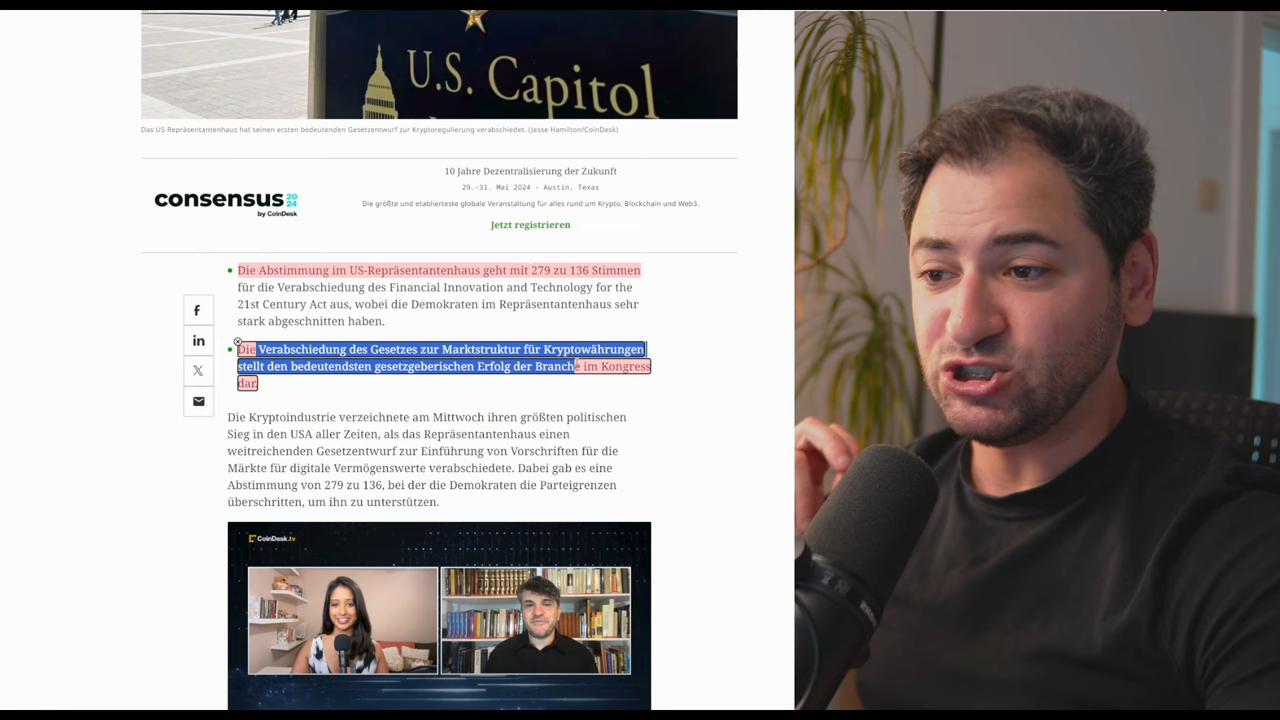 U.S. Capitol
Das US-Repräsentantenhaus hat seinen ersten bedeutenden Gesetzentwurf zur Kryptoregulierung verabschiedet. (Jesse Hamilton/CoinDesk)
consensus 2024
by CoinDesk
10 Jahre Dezentralisierung der Zukunft
29.-31. Mai 2024 - Austin, Texas
Die größte und etablierteste globale Veranstaltung für alles rund um Krypto, Blockchain und Web3.
Jetzt registrieren
Die Abstimmung im US-Repräsentantenhaus geht mit 279 zu 136 Stimmen
für die Verabschiedung des Financial Innovation and Technology for the
21st Century Act aus, wobei die Demokraten im Repräsentantenhaus sehr
stark abgeschnitten haben.
Die Verabschiedung des Gesetzes zur Marktstruktur für Kryptowährungen
stellt den bedeutendsten gesetzgeberischen Erfolg der Branche im Kongress
dar.
Die Kryptoindustrie verzeichnete am Mittwoch ihren größten politischen
Sieg in den USA aller Zeiten, als das Repräsentantenhaus einen
weitreichenden Gesetzentwurf zur Einführung von Vorschriften für die
Märkte für digitale Vermögenswerte verabschiedete. Dabei gab es eine
Abstimmung von 279 zu 136, bei der die Demokraten die Parteigrenzen
überschritten, um ihn zu unterstützen.
CoinDesk.tv